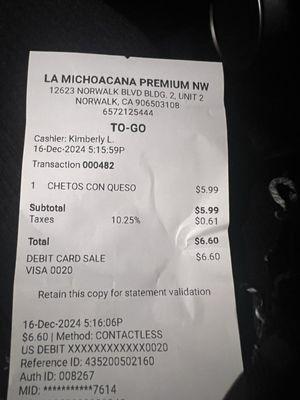 LA MICHOACANA PREMIUM NW
12623 NORWALK BLVD BLDG. 2, UNIT 2
NORWALK, CA 906503108
6572125444
TO-GO
Cashier: Kimberly L.
16-Dec-2024 5:15:59P
Transaction 000482
1 CHETOS CON QUESO $5.99
Subtotal $5.99
Taxes 10.25% $0.61
Total $6.60
DEBIT CARD SALE $6.60
VISA 0020
Retain this copy for statement validation
16-Dec-2024 5:16:06P
$6.60 | Method: CONTACTLESS
US DEBIT XXXXXXXXXXXX0020
Reference ID: 435200502160
Auth ID: 008267
MID: ***********7614